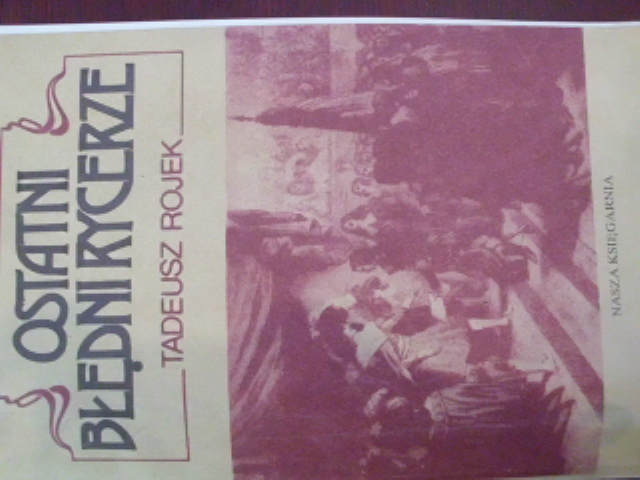 OSTATNI
BŁĘDNI RYCERZE
TADEUSZ ROJEK
NASZA KSIĘGARNIA